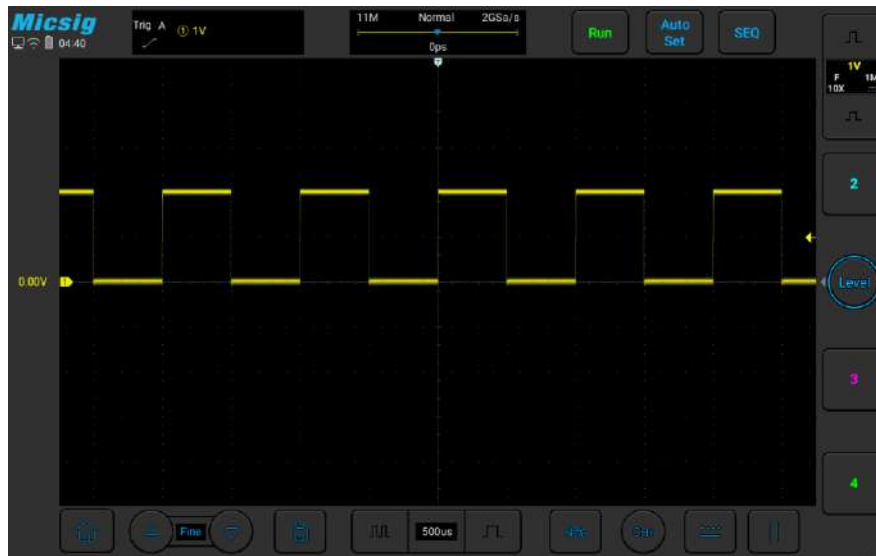 Micsig
04:40
Trig A ① 1V
11M Normal 2GSa/s
0ps
Run
Auto
Set
SEQ
1V
F 1M
10X
2
0.00V
1
Level
3
4
Fine
500us